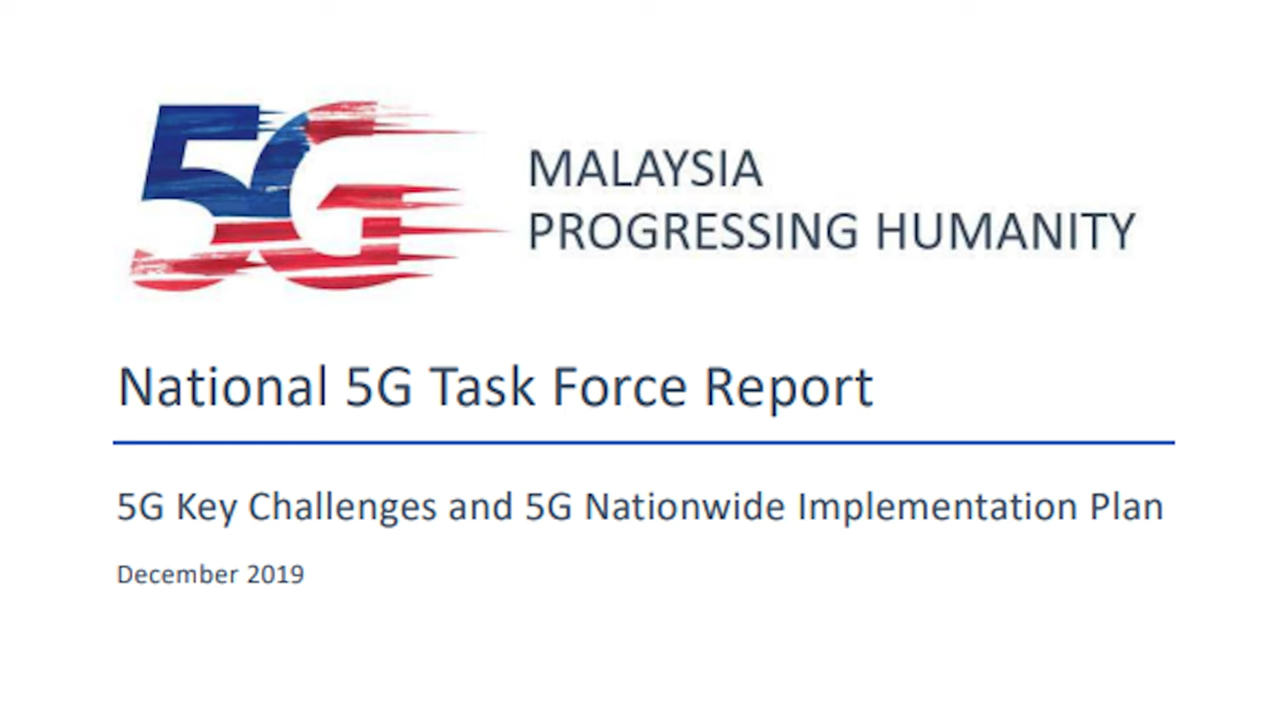 5G
MALAYSIA
PROGRESSING HUMANITY
National 5G Task Force Report
5G Key Challenges and 5G Nationwide Implementation Plan
December 2019